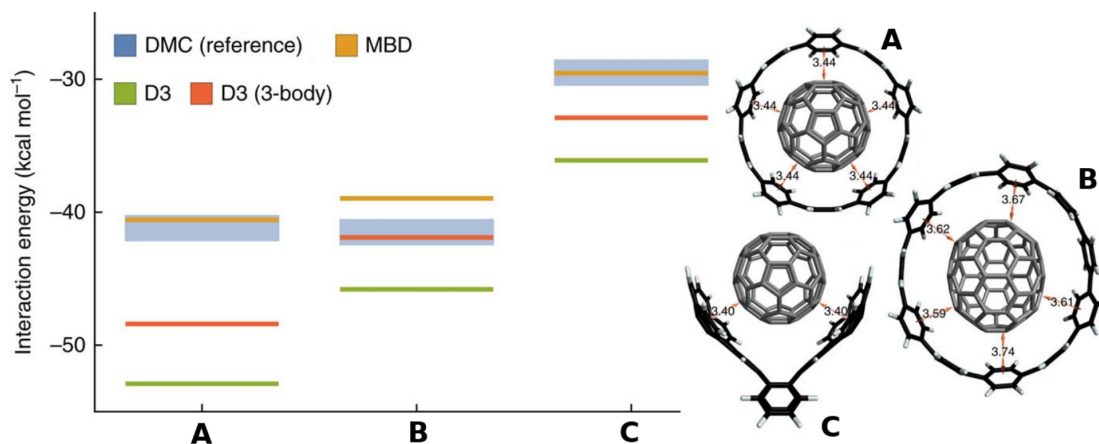 DMC (reference)
MBD
D3
D3 (3-body)
Interaction energy (kcal mol−1)
−30
−40
−50
A
B
C
A
3.44
3.44
3.44
3.44
3.44
B
3.67
3.62
3.61
3.59
3.74
3.40
3.40
C